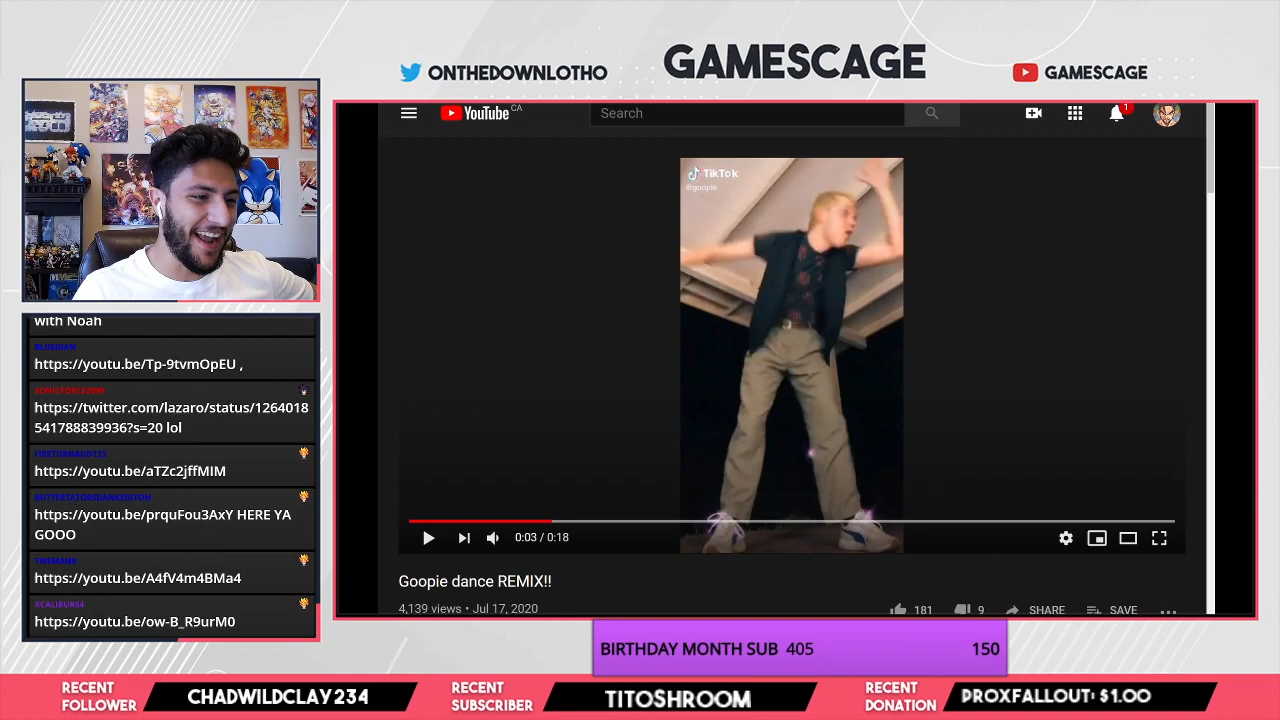 ONTHEDOWNLOTHO
GAMESCAGE
GAMESCAGE
YouTube CA
Search
1
TikTok
@goopie
0:03 / 0:18
Goopie dance REMIX!!
4,139 views • Jul 17, 2020
181
9
SHARE
SAVE
with Noah
BLUEGIAN
https://youtu.be/Tp-9tvmOpEU ,
https://twitter.com/lazaro/status/1264018
541788839936?s=20 lol
FIRETORNADO123
https://youtu.be/aTZc2jffMIM
https://youtu.be/prquFou3AxY HERE YA
GOOO
https://youtu.be/A4fV4m4BMa4
XCALIBUR64
https://youtu.be/ow-B_R9urM0
BIRTHDAY MONTH SUB 405
150
RECENT
FOLLOWER
CHADWILDCLAY234
RECENT
SUBSCRIBER
TITOSHROOM
RECENT
DONATION
PROXFALLOUT: $1.00